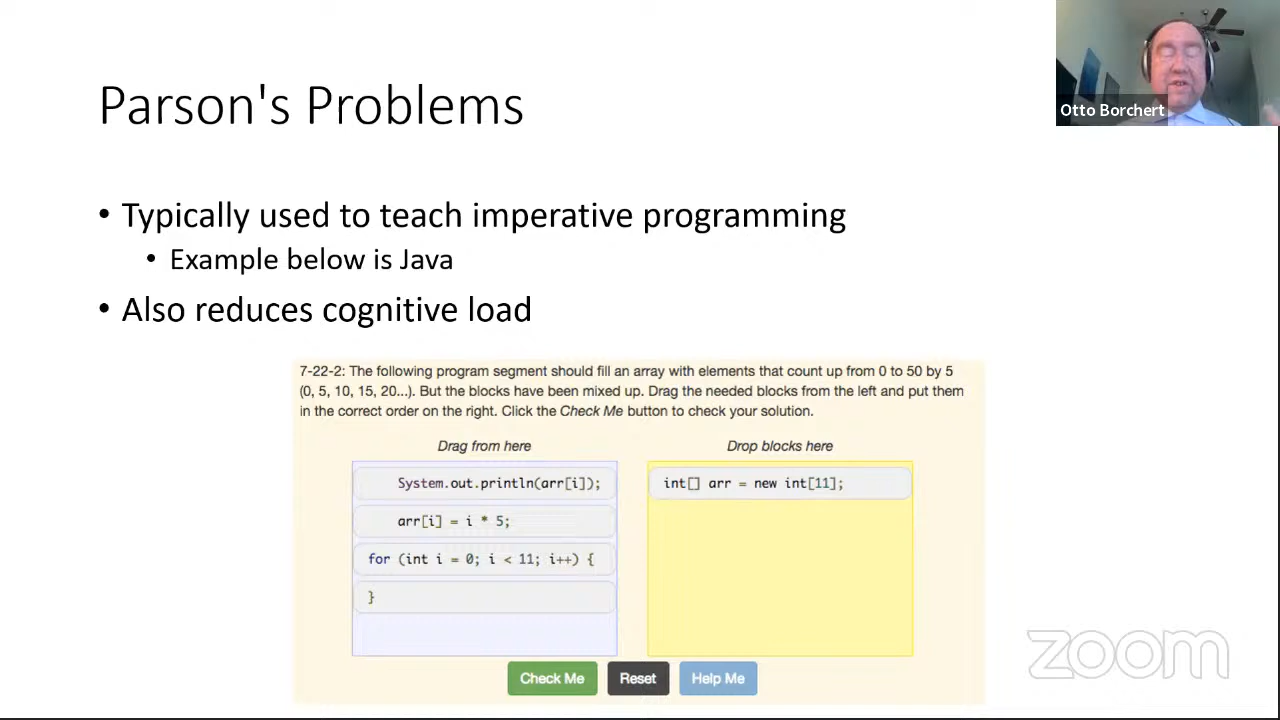 Parson's Problems
Otto Borchert
• Typically used to teach imperative programming
• Example below is Java
• Also reduces cognitive load
7-22-2: The following program segment should fill an array with elements that count up from 0 to 50 by 5
(0, 5, 10, 15, 20...). But the blocks have been mixed up. Drag the needed blocks from the left and put them
in the correct order on the right. Click the Check Me button to check your solution.
Drag from here
System.out.println(arr[i]);
arr[i] = i * 5;
for (int i = 0; i < 11; i++) {
}
Drop blocks here
int[] arr = new int[11];
Check Me Reset Help Me
zoom